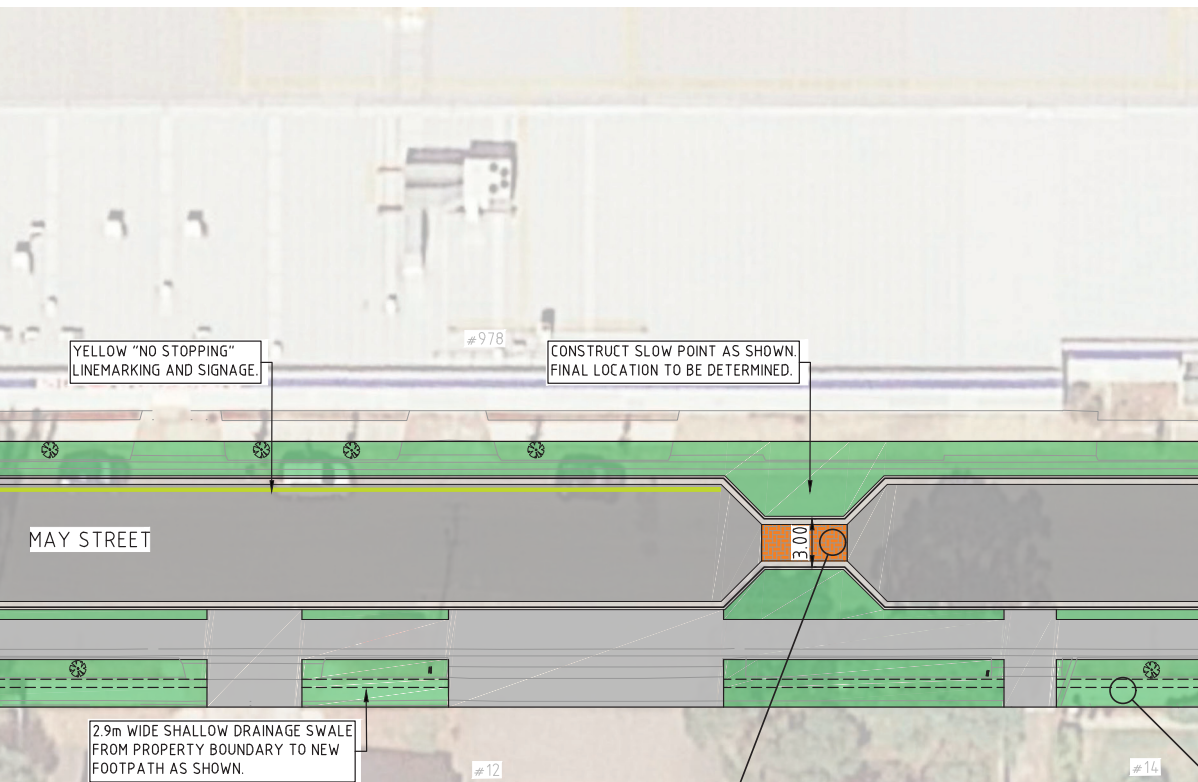 #978
YELLOW "NO STOPPING"
LINEMARKING AND SIGNAGE.
CONSTRUCT SLOW POINT AS SHOWN.
FINAL LOCATION TO BE DETERMINED.
MAY STREET
3.00
2.9m WIDE SHALLOW DRAINAGE SWALE
FROM PROPERTY BOUNDARY TO NEW
FOOTPATH AS SHOWN.
#12
#14